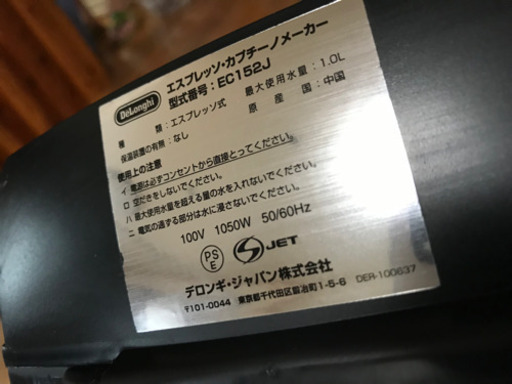 DeLonghi
エスプレッソ・カプチーノメーカー
型式番号：EC152J
種類：エスプレッソ式 最大使用水量：1.0L
保温装置の有無：なし 原産国：中国
使用上の注意
イ 電源は必ずコンセントから直接とってください。
ロ 空だきをしないでください。
ハ 最大使用水量を超える量の水を入れないでください。
ニ 電気の通ずる部分は水に浸さないでください。
100V 1050W 50/60Hz
PS E JET
デロンギ・ジャパン株式会社
〒101-0044 東京都千代田区鍛冶町1-5-6 DER-100637